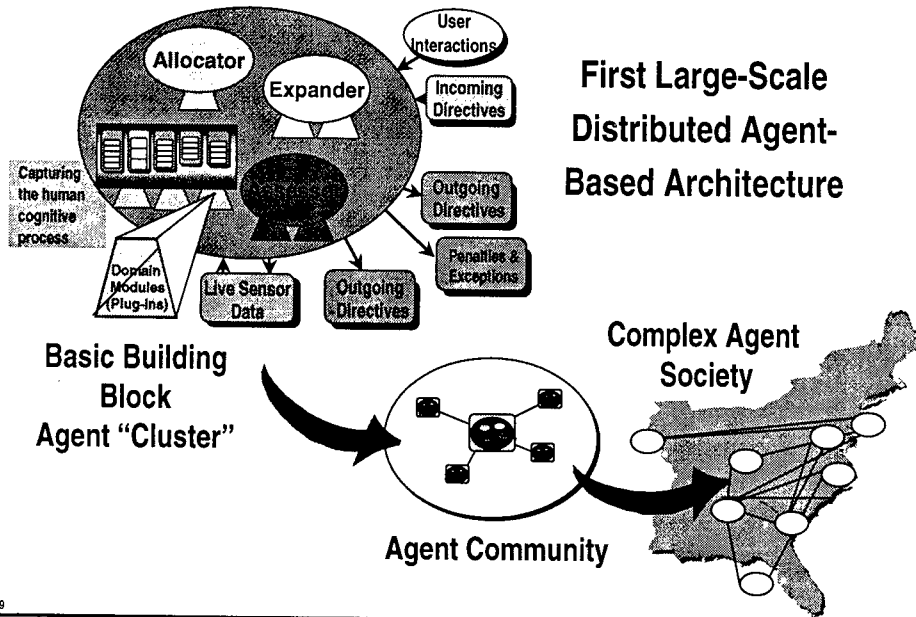 Allocator
Expander
User
Interactions
Incoming
Directives
First Large-Scale
Distributed Agent-
Based Architecture
Capturing
the human
cognitive
process
Outgoing
Directives
Penalties &
Exceptions
Domain
Modules
(Plug-ins)
Live Sensor
Data
Outgoing
Directives
Basic Building
Block
Agent “Cluster”
Complex Agent
Society
Agent Community
9